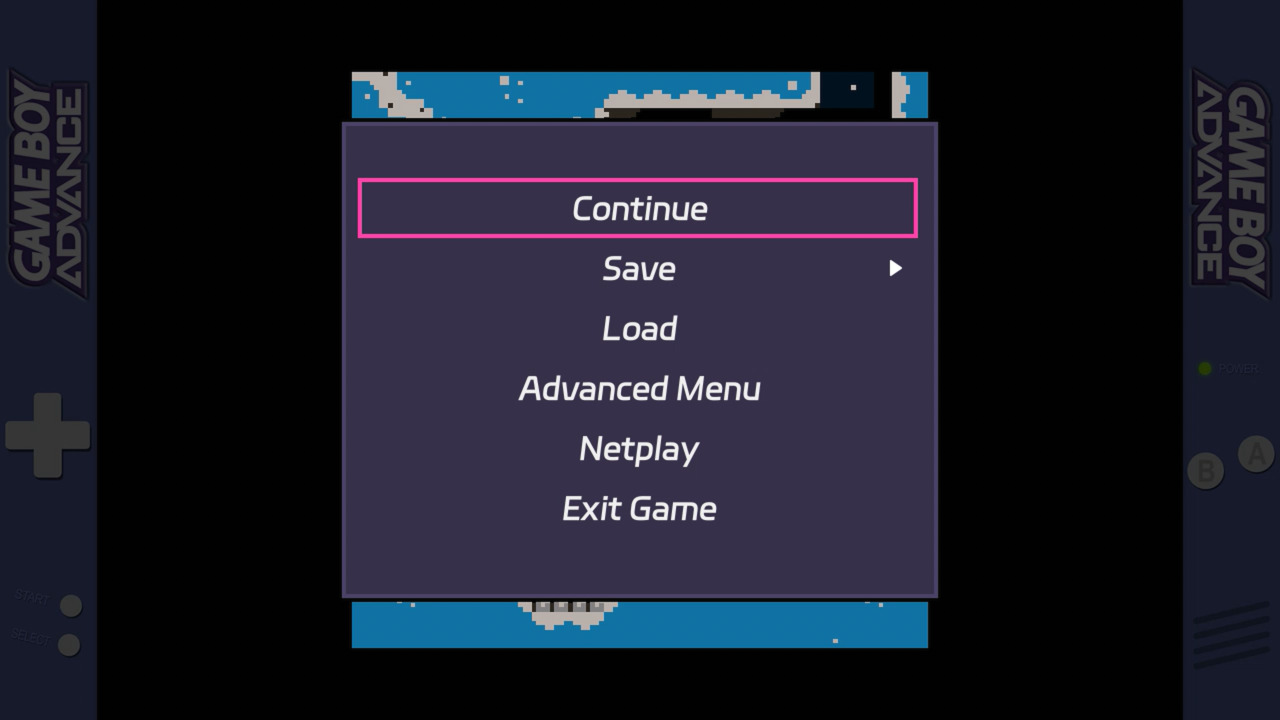 GAME BOY
ADVANCE
Continue
Save
Load
Advanced Menu
Netplay
Exit Game
START
SELECT
GAME BOY
ADVANCE
POWER
B
A